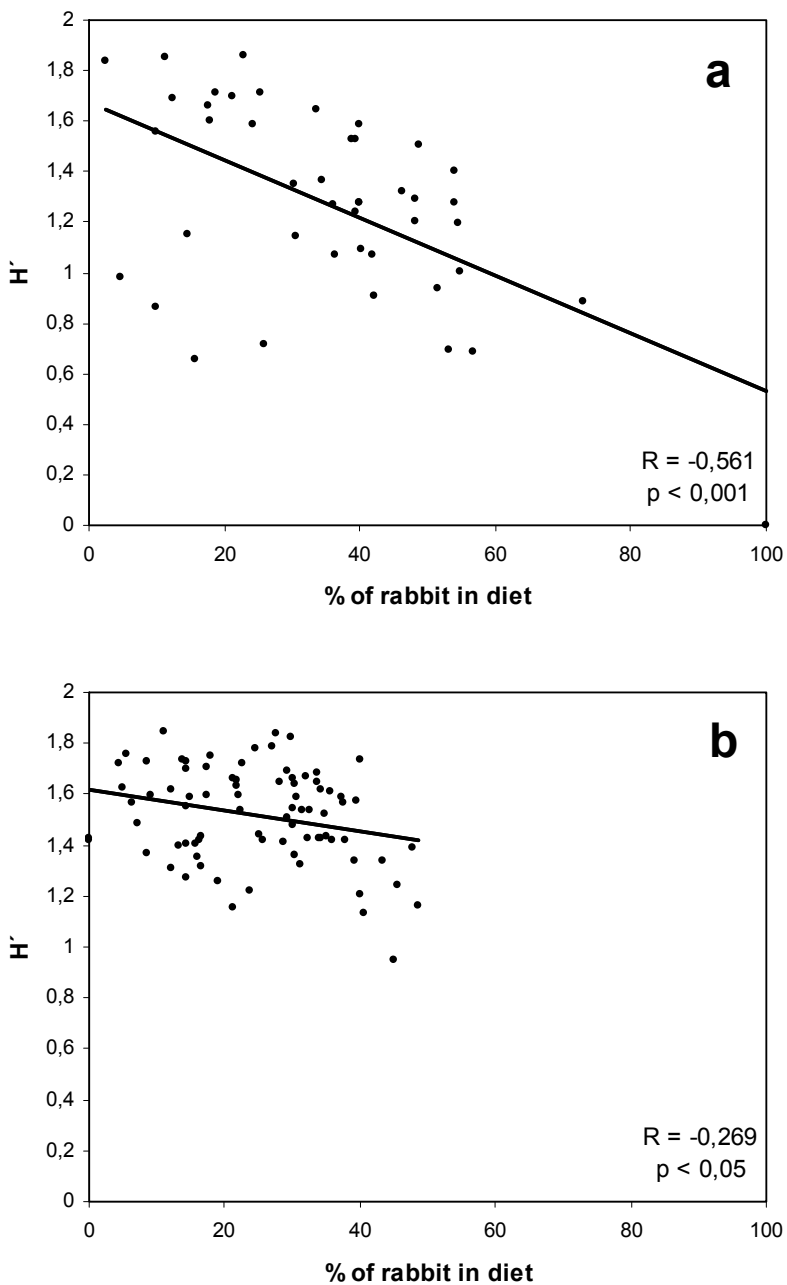 a
2
1,8
1,6
1,4
1,2
1
0,8
0,6
0,4
0,2
0
H´
R = -0,561
p < 0,001
0 20 40 60 80 100
% of rabbit in diet
b
2
1,8
1,6
1,4
1,2
1
0,8
0,6
0,4
0,2
0
H´
R = -0,269
p < 0,05
0 20 40 60 80 100
% of rabbit in diet